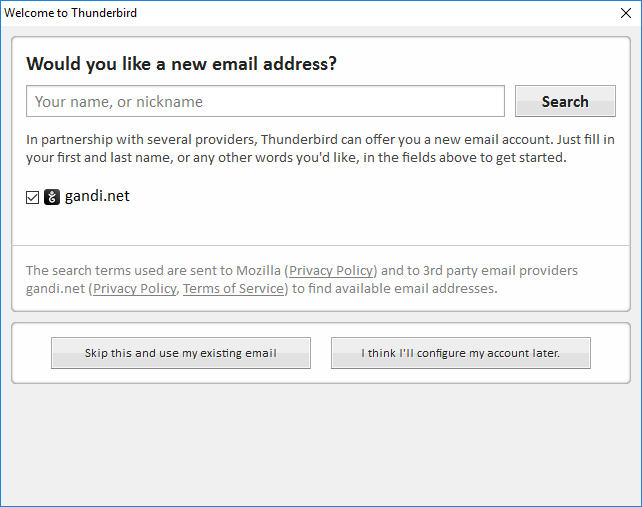 Welcome to Thunderbird
Would you like a new email address?
Your name, or nickname
Search
In partnership with several providers, Thunderbird can offer you a new email account. Just fill in
your first and last name, or any other words you'd like, in the fields above to get started.
gandi.net
The search terms used are sent to Mozilla (Privacy Policy) and to 3rd party email providers
gandi.net (Privacy Policy, Terms of Service) to find available email addresses.
Skip this and use my existing email
I think I'll configure my account later.